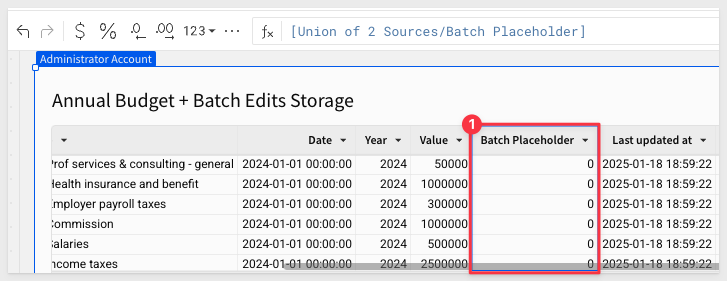 $ % .0 .00 123 ... fx [Union of 2 Sources/Batch Placeholder]
Administrator Account
Annual Budget + Batch Edits Storage
1
Date Year Value Batch Placeholder Last updated at
Prof services & consulting - general 2024-01-01 00:00:00 2024 50000 0 2025-01-18 18:59:22
Health insurance and benefit 2024-01-01 00:00:00 2024 1000000 0 2025-01-18 18:59:22
Employer payroll taxes 2024-01-01 00:00:00 2024 300000 0 2025-01-18 18:59:22
Commission 2024-01-01 00:00:00 2024 1000000 0 2025-01-18 18:59:22
Salaries 2024-01-01 00:00:00 2024 500000 0 2025-01-18 18:59:22
Income taxes 2024-01-01 00:00:00 2024 2500000 0 2025-01-18 18:59:22